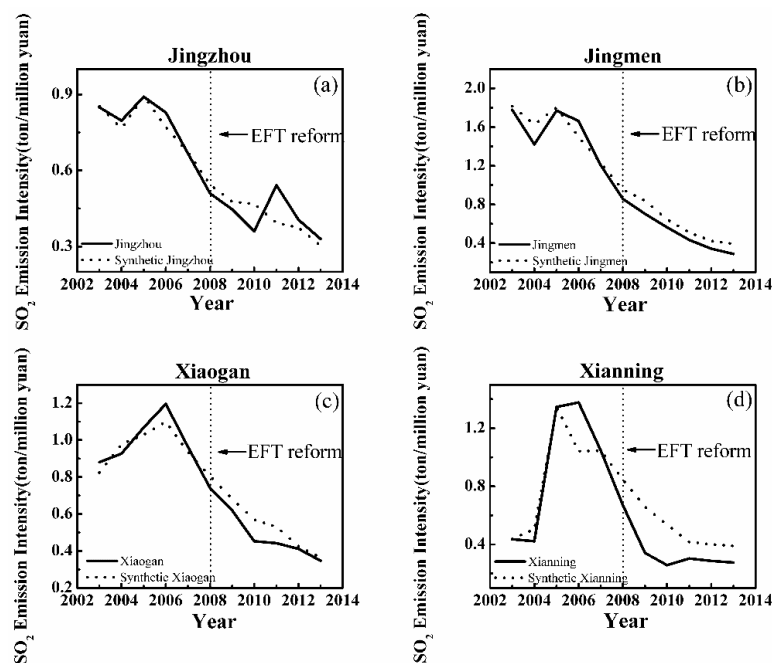 Jingzhou
(a)
SO2 Emission Intensity(ton/million yuan)
0.9
0.6
0.3
EFT reform
Jingzhou
Synthetic Jingzhou
2002 2004 2006 2008 2010 2012 2014
Year
Jingmen
(b)
SO2 Emission Intensity(ton/million yuan)
2.0
1.6
1.2
0.8
0.4
EFT reform
Jingmen
Synthetic Jingmen
2002 2004 2006 2008 2010 2012 2014
Year
Xiaogan
(c)
SO2 Emission Intensity(ton/million yuan)
1.2
1.0
0.8
0.6
0.4
0.2
EFT reform
Xiaogan
Synthetic Xiaogan
2002 2004 2006 2008 2010 2012 2014
Year
Xianning
(d)
SO2 Emission Intensity(ton/million yuan)
1.2
0.8
0.4
EFT reform
Xianning
Synthetic Xianning
2002 2004 2006 2008 2010 2012 2014
Year